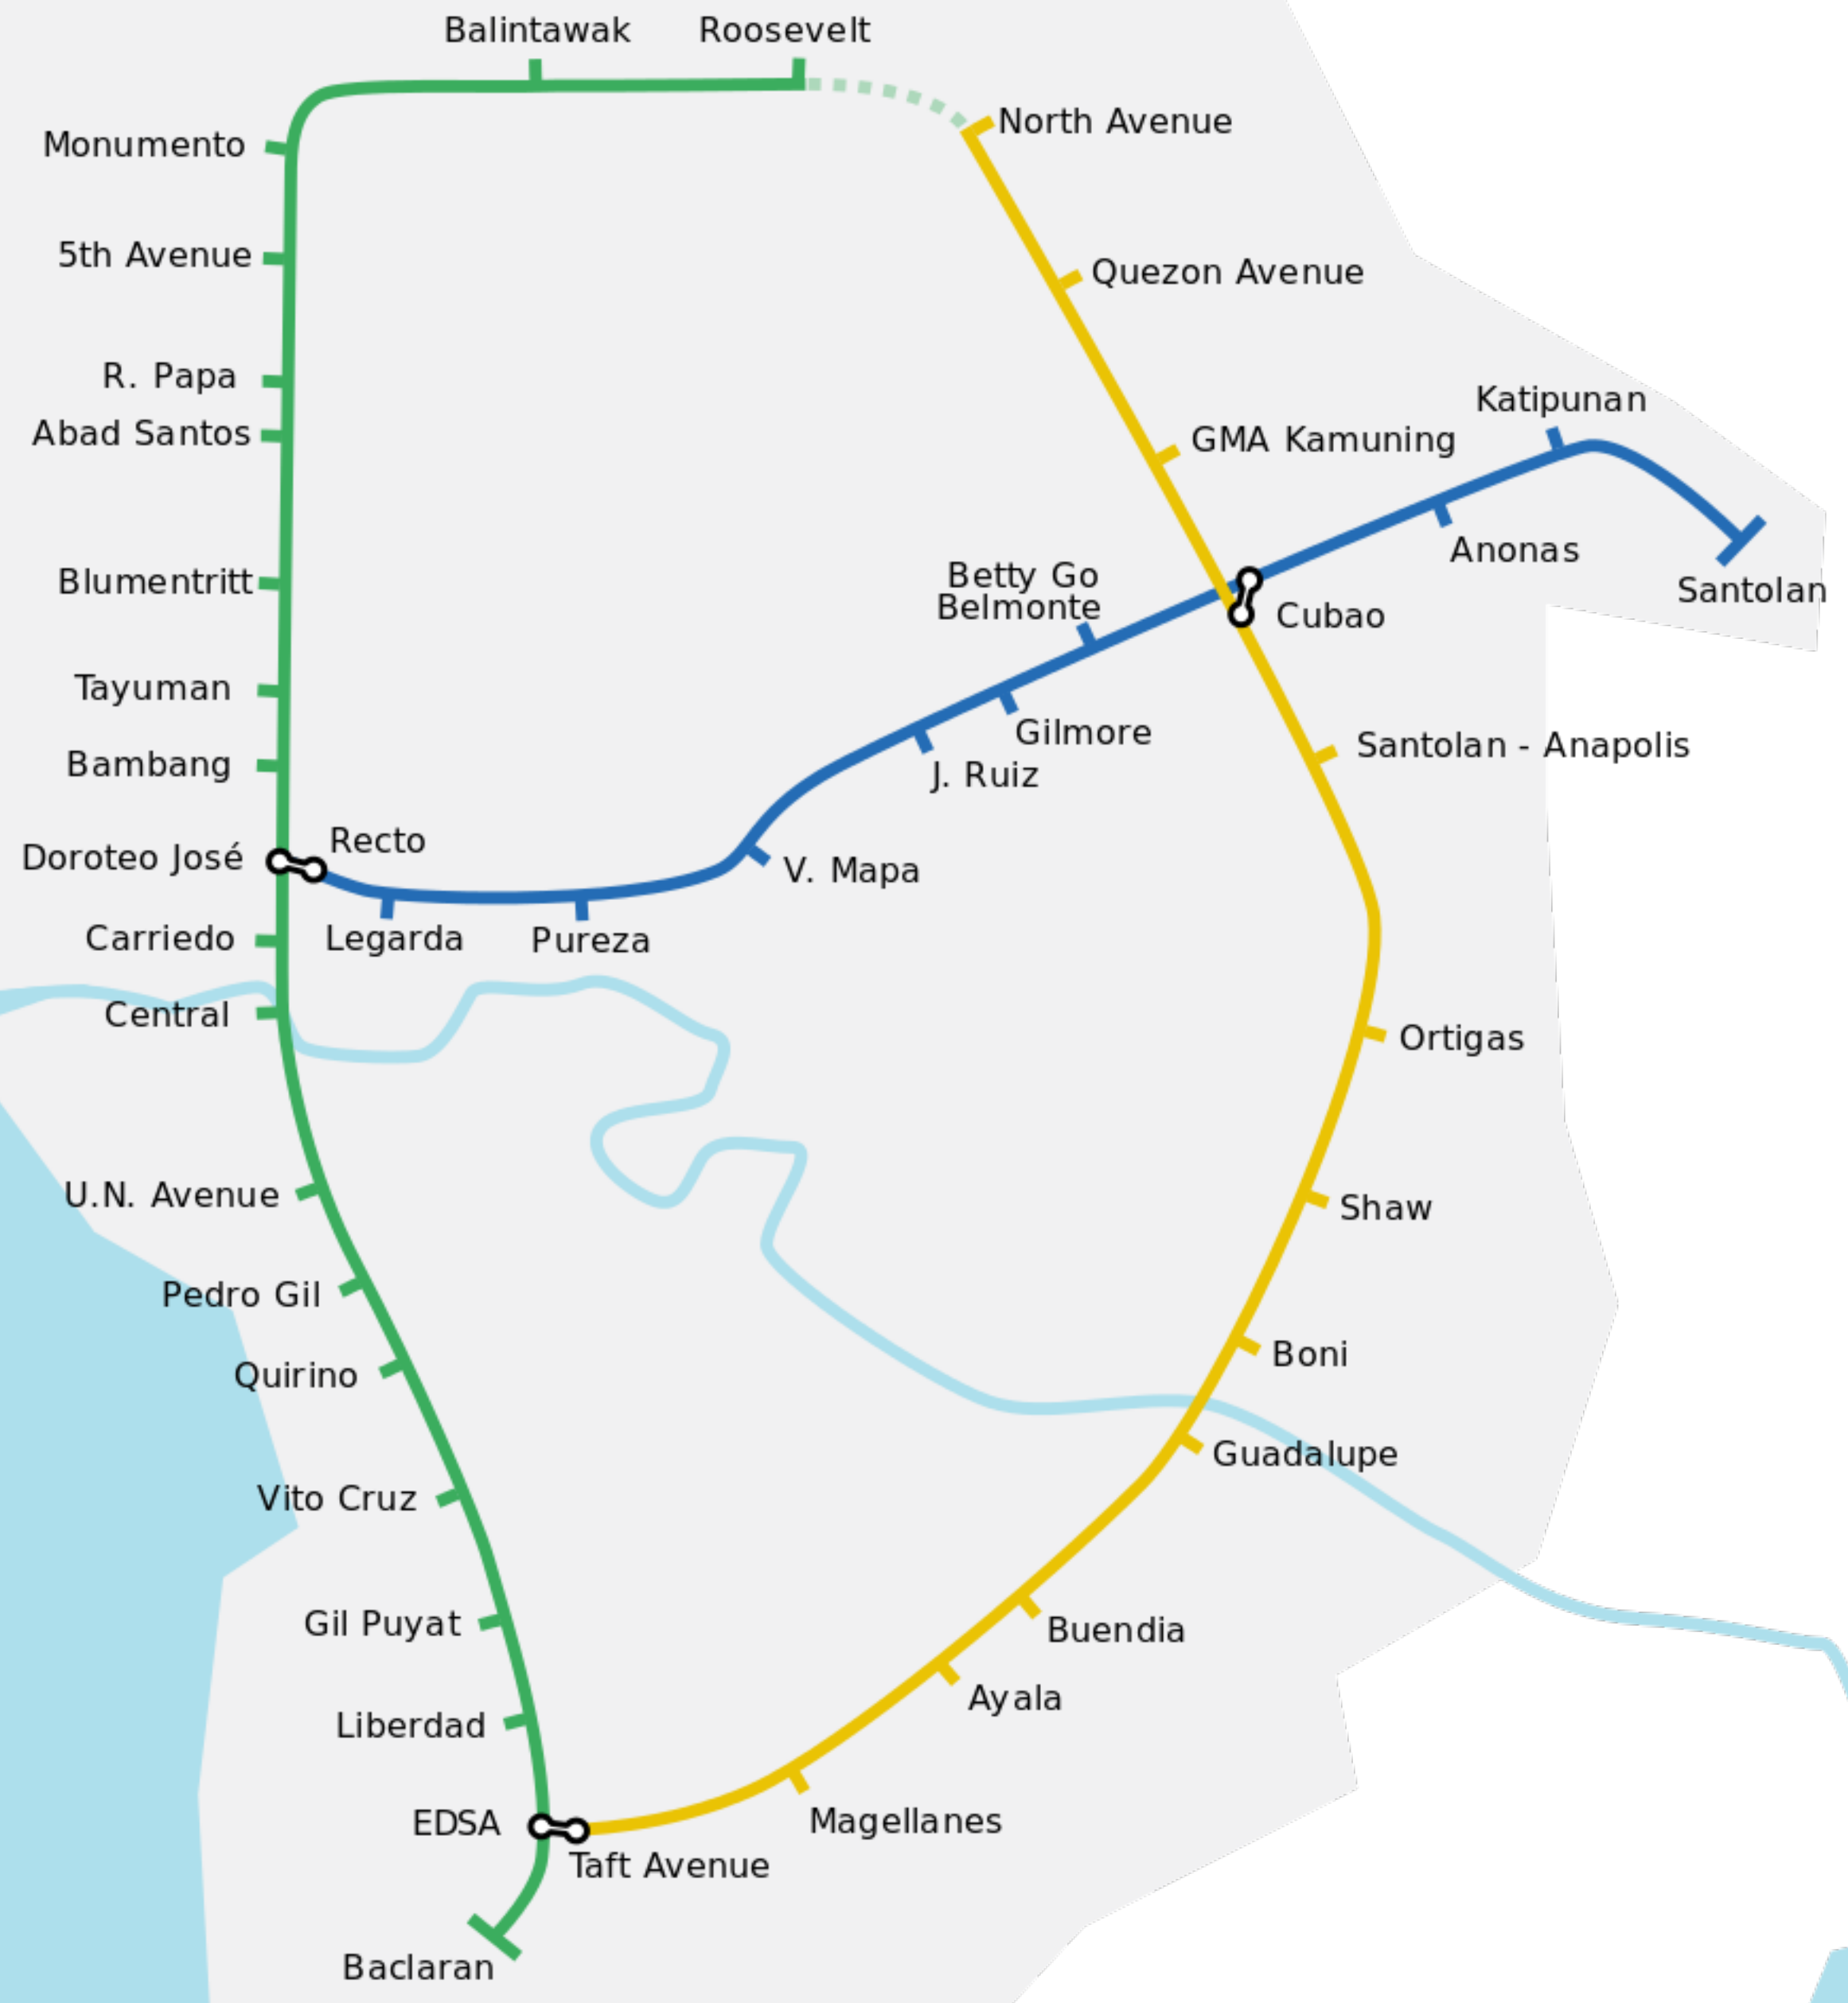 Balintawak
Roosevelt
North Avenue
Monumento
5th Avenue
Quezon Avenue
R. Papa
Katipunan
Abad Santos
GMA Kamuning
Anonas
Blumentritt
Betty Go
Belmonte
Santolan
Cubao
Tayuman
Gilmore
Santolan - Anapolis
Bambang
J. Ruiz
Recto
Doroteo José
V. Mapa
Carriedo
Legarda
Pureza
Central
Ortigas
U.N. Avenue
Shaw
Pedro Gil
Quirino
Boni
Guadalupe
Vito Cruz
Gil Puyat
Buendia
Ayala
Liberdad
EDSA
Magellanes
Taft Avenue
Baclaran